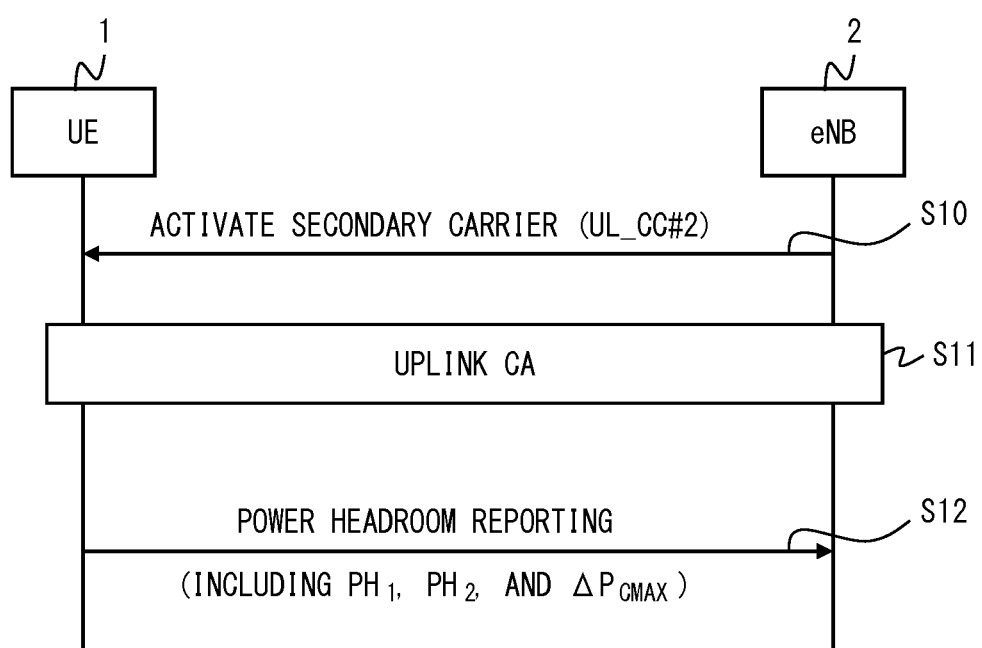 1
2
UE
eNB
ACTIVATE SECONDARY CARRIER (UL_CC#2)
S10
UPLINK CA
S11
POWER HEADROOM REPORTING
S12
(INCLUDING PH₁, PH₂, AND ΔP_CMAX)